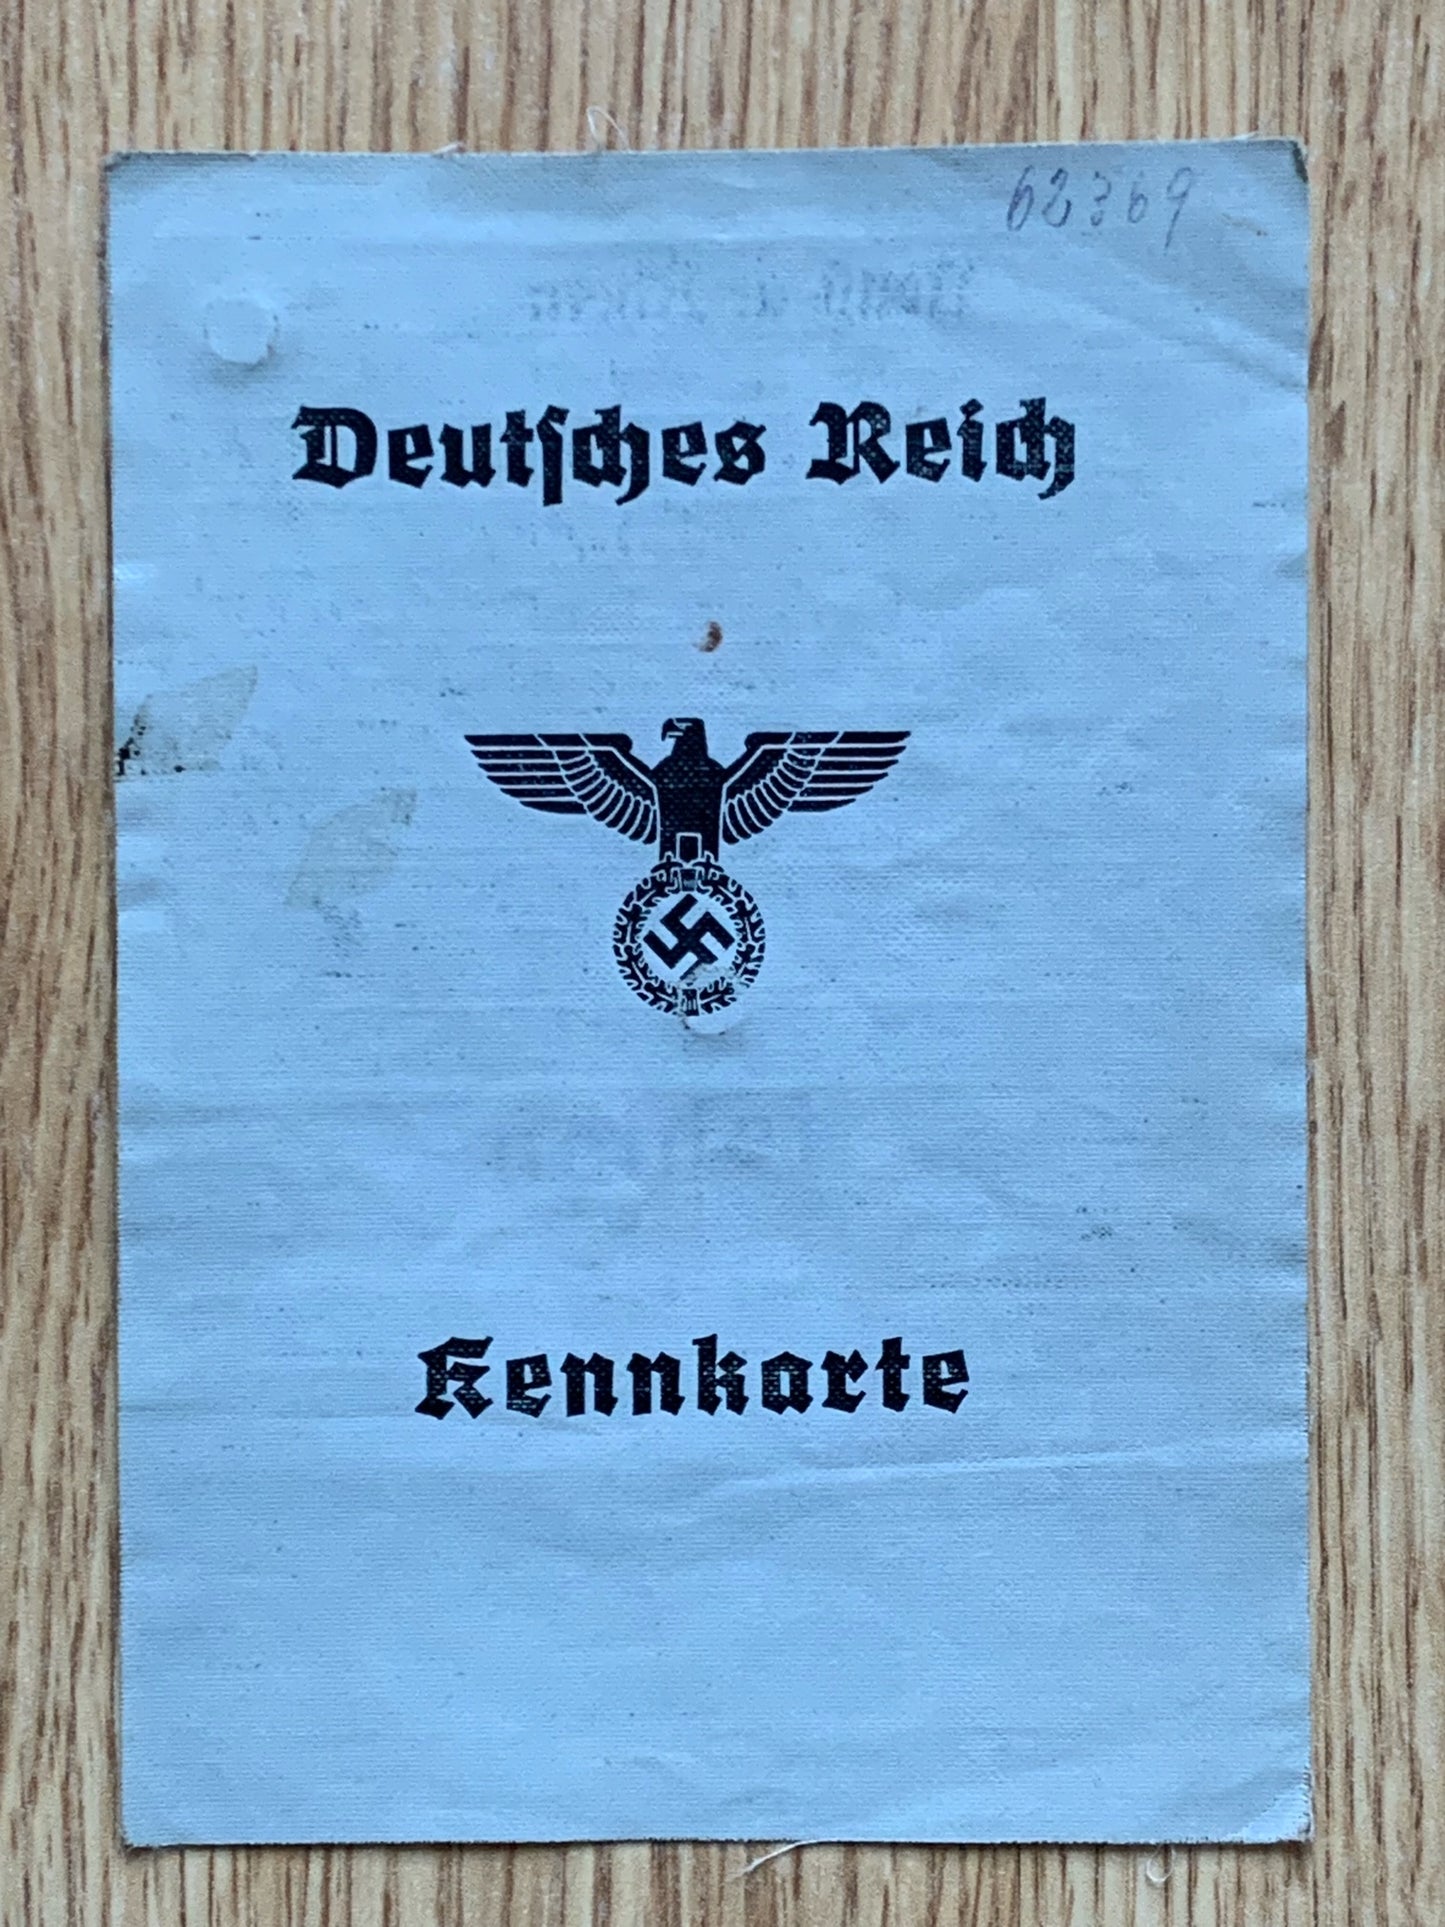 62369
Deutſches Reich
Kennkarte